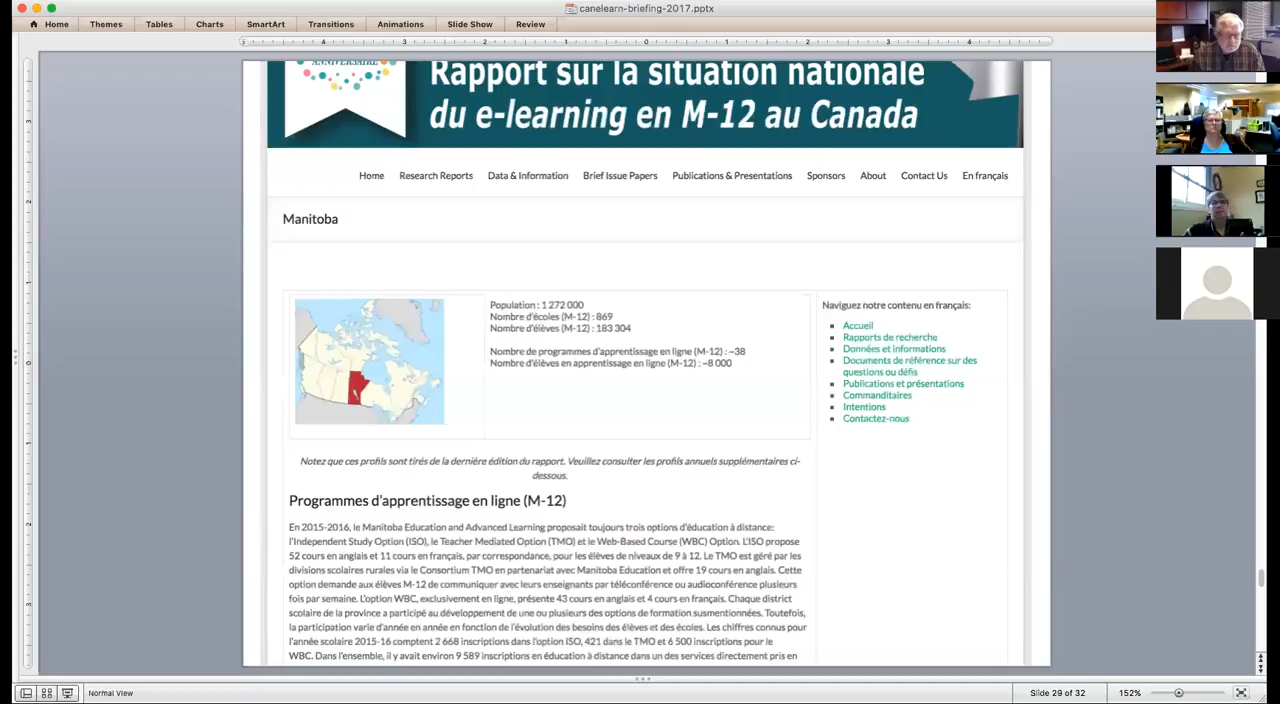 canelearn-briefing-2017.pptx
Home Themes Tables Charts SmartArt Transitions Animations Slide Show Review
ANNIVERSAIRE
Rapport sur la situation nationale
du e-learning en M-12 au Canada
Home Research Reports Data & Information Brief Issue Papers Publications & Presentations Sponsors About Contact Us En français
Manitoba
Population : 1 272 000
Nombre d'écoles (M-12) : 869
Nombre d'élèves (M-12) : 183 304
Nombre de programmes d'apprentissage en ligne (M-12) : ~38
Nombre d'élèves en apprentissage en ligne (M-12) : ~8 000
Naviguez notre contenu en français:
Accueil
Rapports de recherche
Données et informations
Documents de référence sur des
questions ou défis
Publications et présentations
Commanditaires
Intentions
Contactez-nous
Notez que ces profils sont tirés de la dernière édition du rapport. Veuillez consulter les profils annuels supplémentaires ci-
dessous.
Programmes d'apprentissage en ligne (M-12)
En 2015-2016, le Manitoba Education and Advanced Learning proposait toujours trois options d'éducation à distance:
l'Independent Study Option (ISO), le Teacher Mediated Option (TMO) et le Web-Based Course (WBC) Option. L'ISO propose
52 cours en anglais et 11 cours en français, par correspondance, pour les élèves de niveaux de 9 à 12. Le TMO est géré par les
divisions scolaires rurales via le Consortium TMO en partenariat avec Manitoba Education et offre 19 cours en anglais. Cette
option demande aux élèves M-12 de communiquer avec leurs enseignants par téléconférence ou audioconférence plusieurs
fois par semaine. L'option WBC, exclusivement en ligne, présente 43 cours en anglais et 4 cours en français. Chaque district
scolaire de la province a participé au développement de une ou plusieurs des options de formation susmentionnées. Toutefois,
la participation varie d'année en année en fonction de l'évolution des besoins des élèves et des écoles. Les chiffres connus pour
l'année scolaire 2015-16 comptent 2 668 inscriptions dans l'option ISO, 421 dans le TMO et 6 500 inscriptions pour le
WBC. Dans l'ensemble, il y avait environ 9 589 inscriptions en éducation à distance dans un des services directement pris en
Normal View Slide 29 of 32 152%